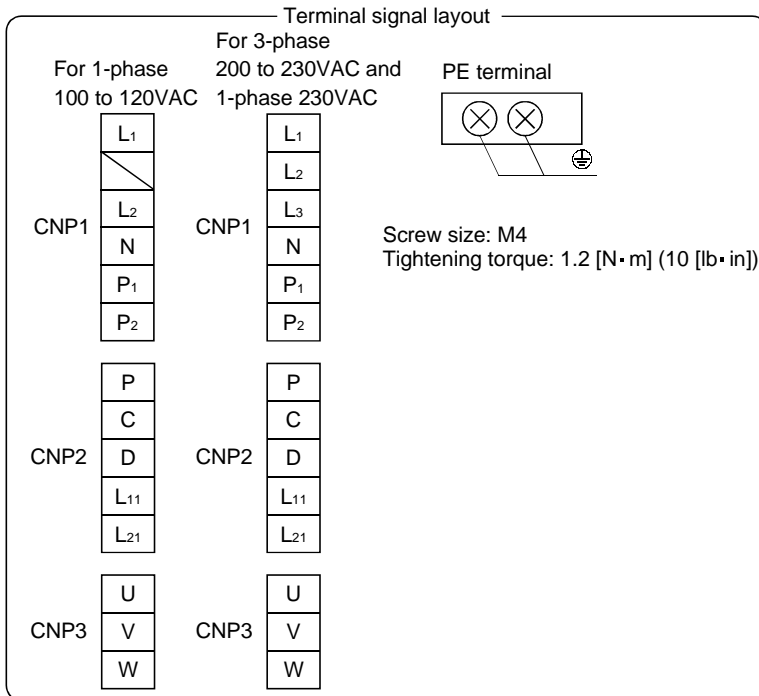 Terminal signal layout
For 1-phase
100 to 120VAC
For 3-phase
200 to 230VAC and
1-phase 230VAC
PE terminal
CNP1
L1
L2
N
P1
P2
CNP1
L1
L2
L3
N
P1
P2
Screw size: M4
Tightening torque: 1.2 [N▪m] (10 [lb▪in])
CNP2
P
C
D
L11
L21
CNP2
P
C
D
L11
L21
CNP3
U
V
W
CNP3
U
V
W